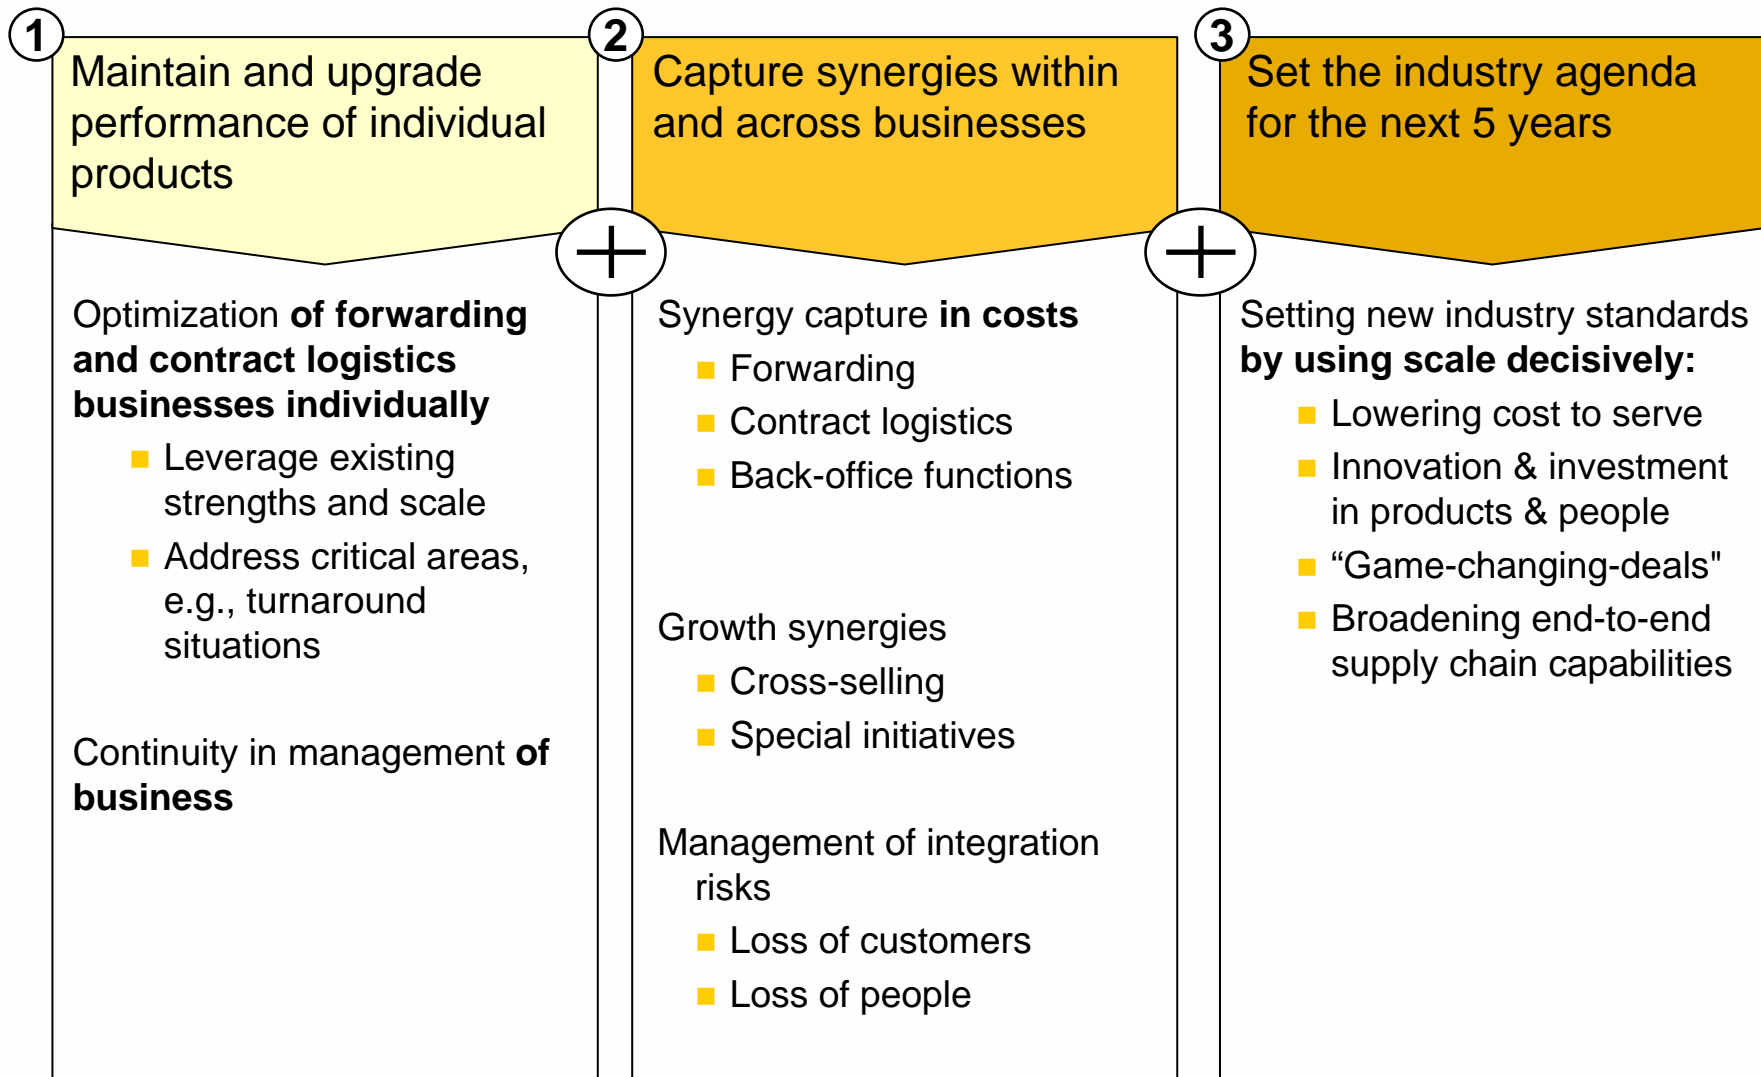 1
Maintain and upgrade
performance of individual
products
Optimization of forwarding
and contract logistics
businesses individually
Leverage existing
strengths and scale
Address critical areas,
e.g., turnaround
situations
Continuity in management of
business
2
Capture synergies within
and across businesses
Synergy capture in costs
Forwarding
Contract logistics
Back-office functions
Growth synergies
Cross-selling
Special initiatives
Management of integration
risks
Loss of customers
Loss of people
3
Set the industry agenda
for the next 5 years
Setting new industry standards
by using scale decisively:
Lowering cost to serve
Innovation & investment
in products & people
“Game-changing-deals"
Broadening end-to-end
supply chain capabilities